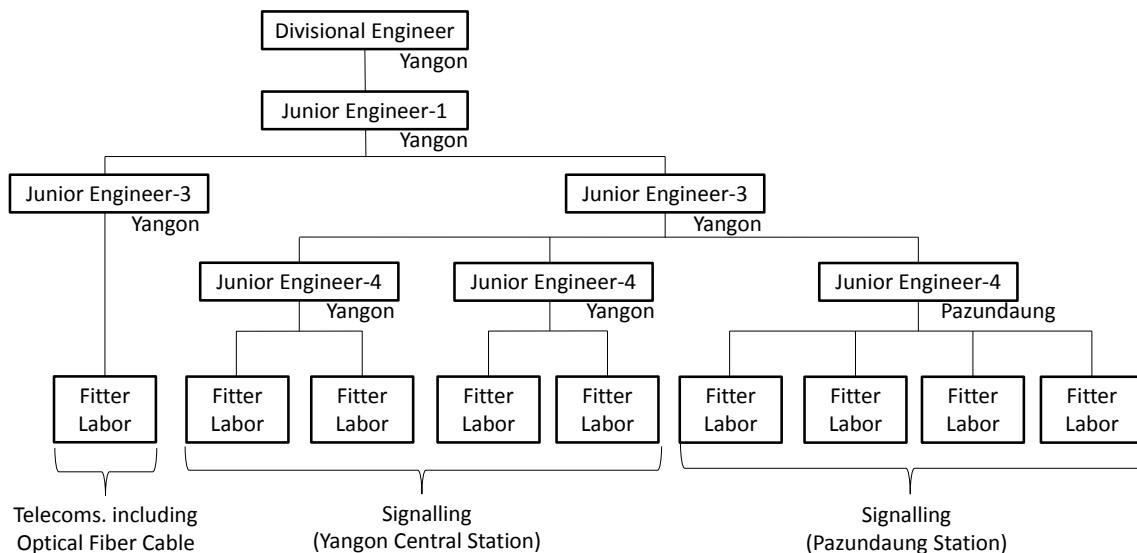 Divisional Engineer
Yangon
Junior Engineer-1
Yangon
Junior Engineer-3
Yangon
Junior Engineer-3
Yangon
Junior Engineer-4
Yangon
Junior Engineer-4
Yangon
Junior Engineer-4
Pazundaung
Fitter
Labor
Fitter
Labor
Fitter
Labor
Fitter
Labor
Fitter
Labor
Fitter
Labor
Fitter
Labor
Fitter
Labor
Fitter
Labor
Telecoms. including
Optical Fiber Cable
Signalling
(Yangon Central Station)
Signalling
(Pazundaung Station)